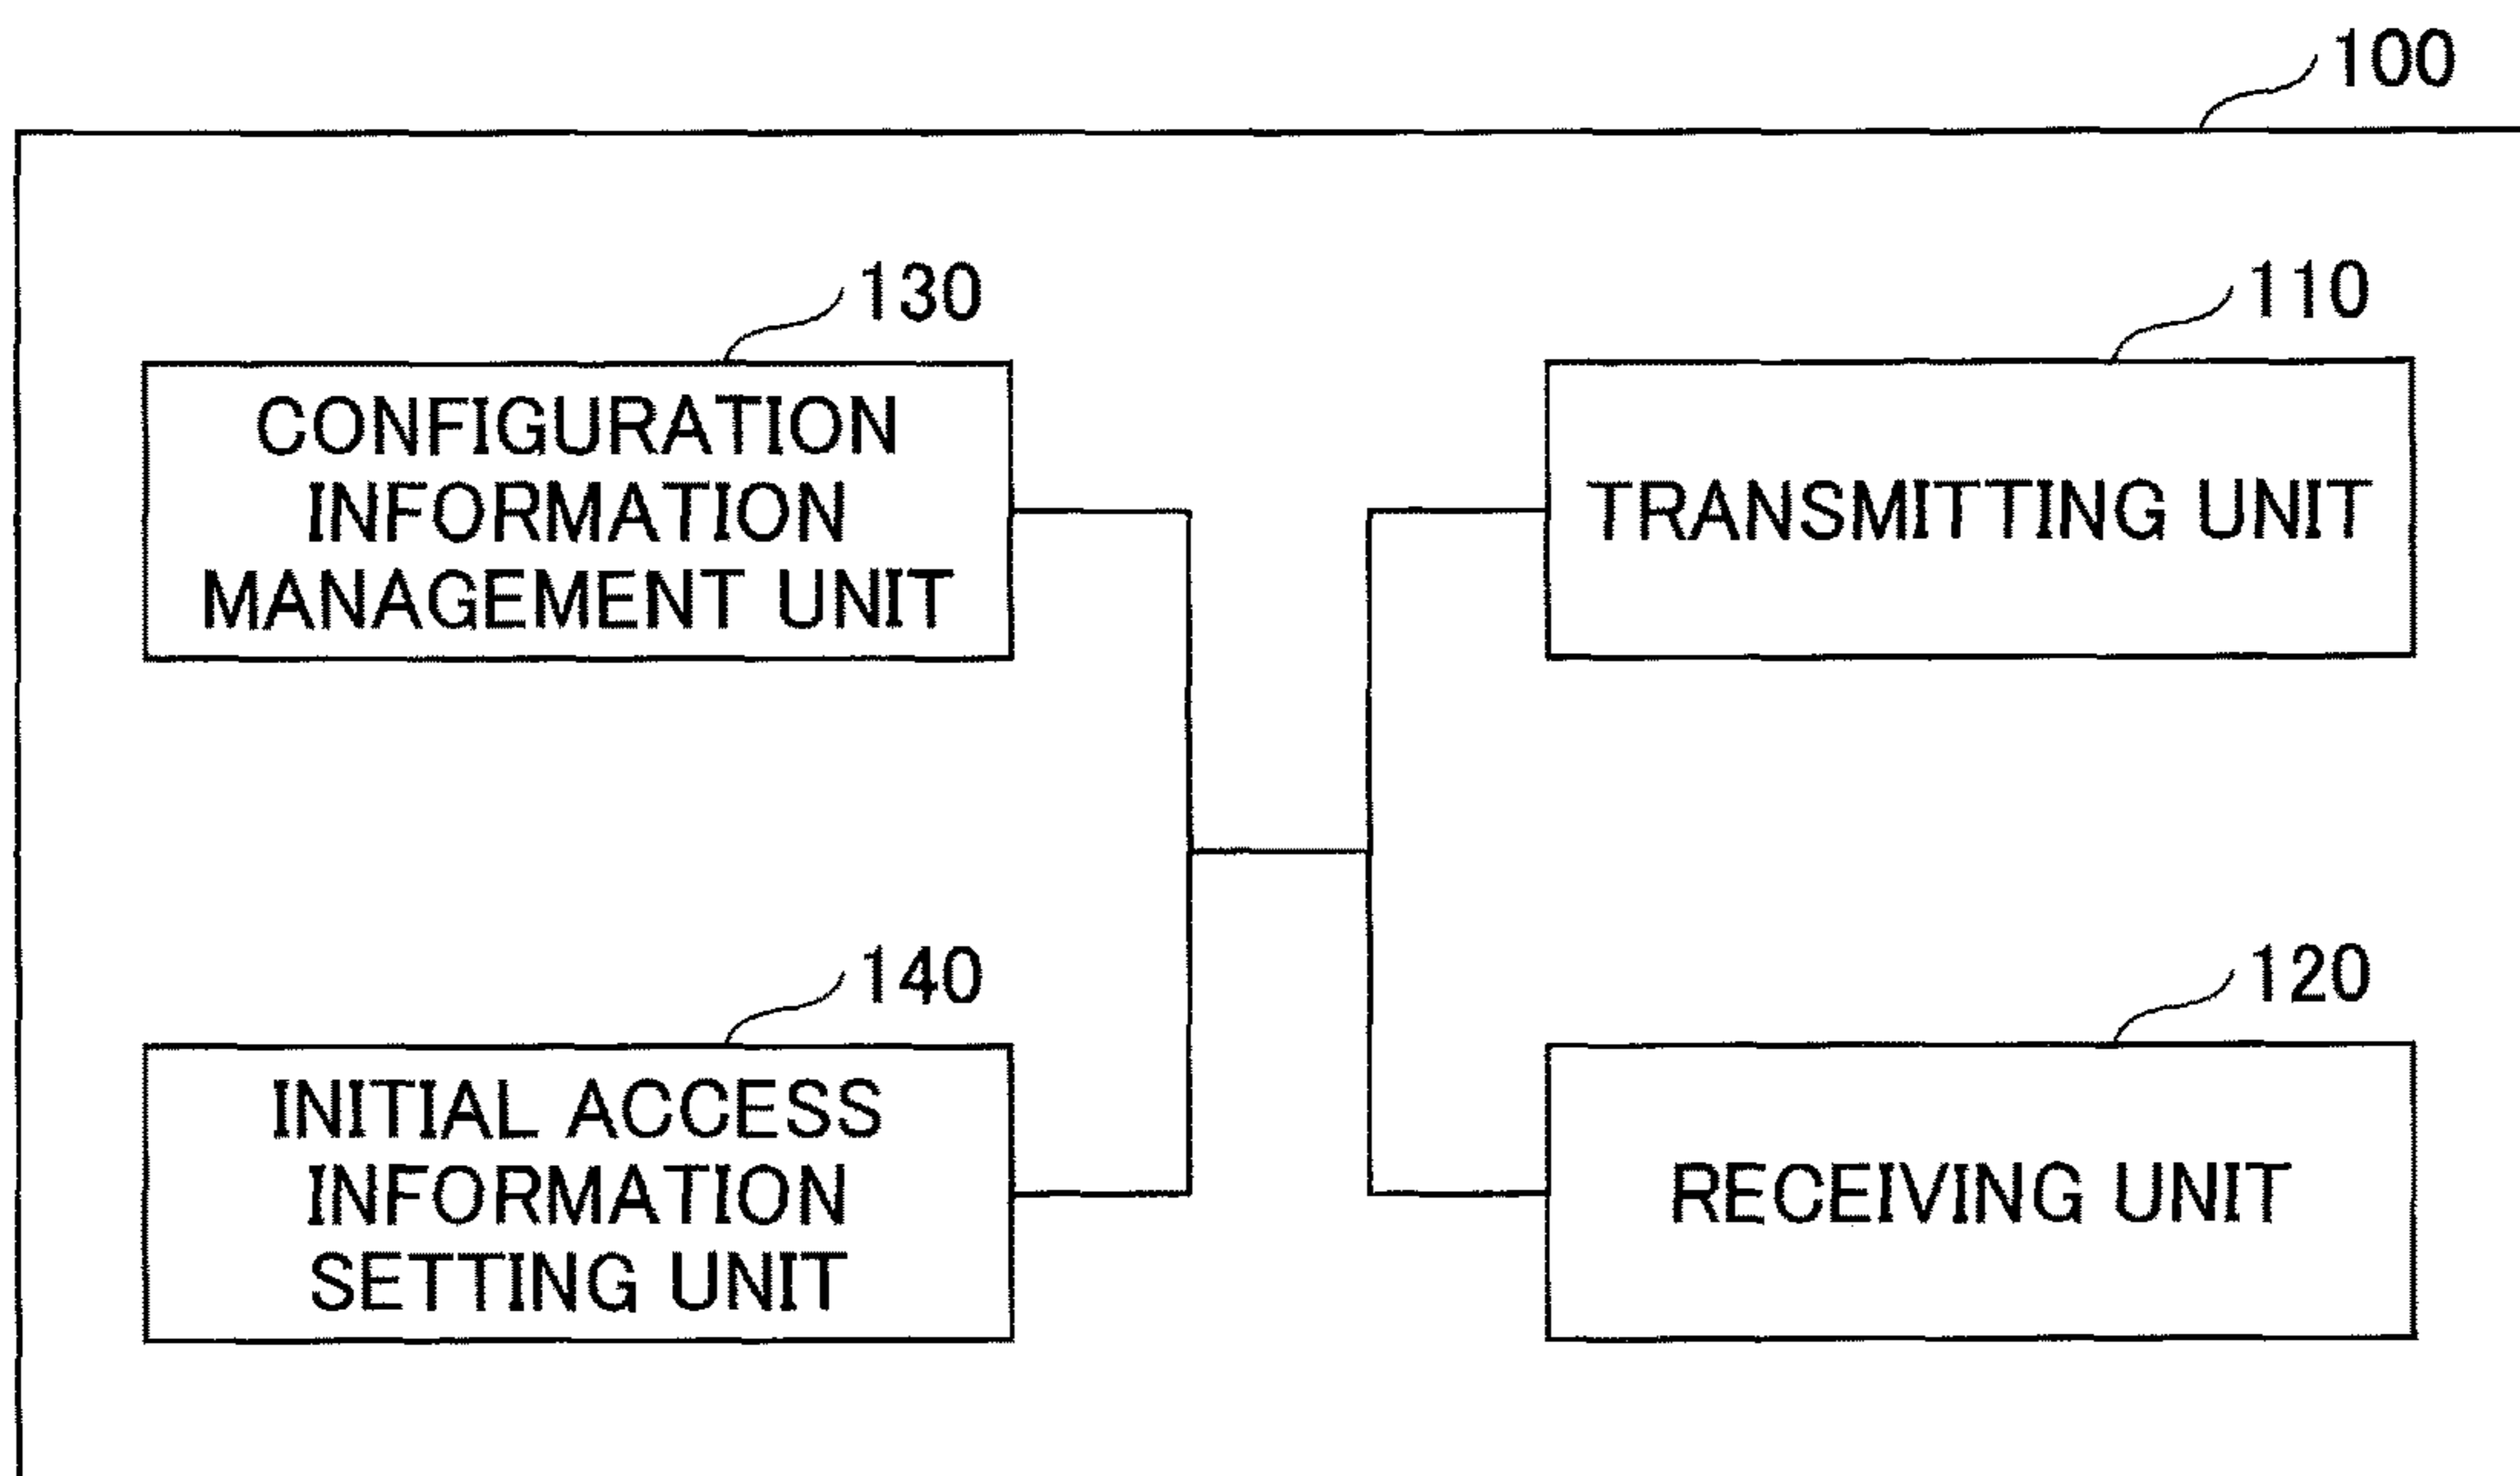 100
130
CONFIGURATION
INFORMATION
MANAGEMENT UNIT
110
TRANSMITTING UNIT
140
INITIAL ACCESS
INFORMATION
SETTING UNIT
120
RECEIVING UNIT